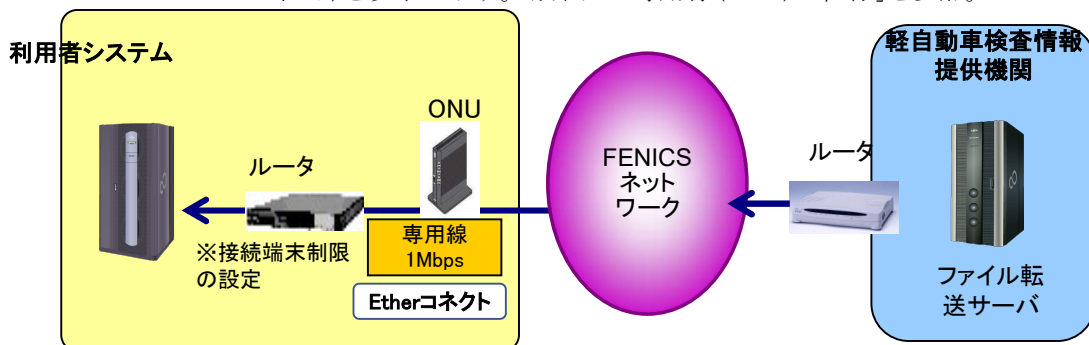 利用者システム
ONU
ルータ
※接続端末制限
の設定
専用線
1Mbps
Etherコネクト
FENICS
ネット
ワーク
ルータ
軽自動車検査情報
提供機関
ファイル転
送サーバ